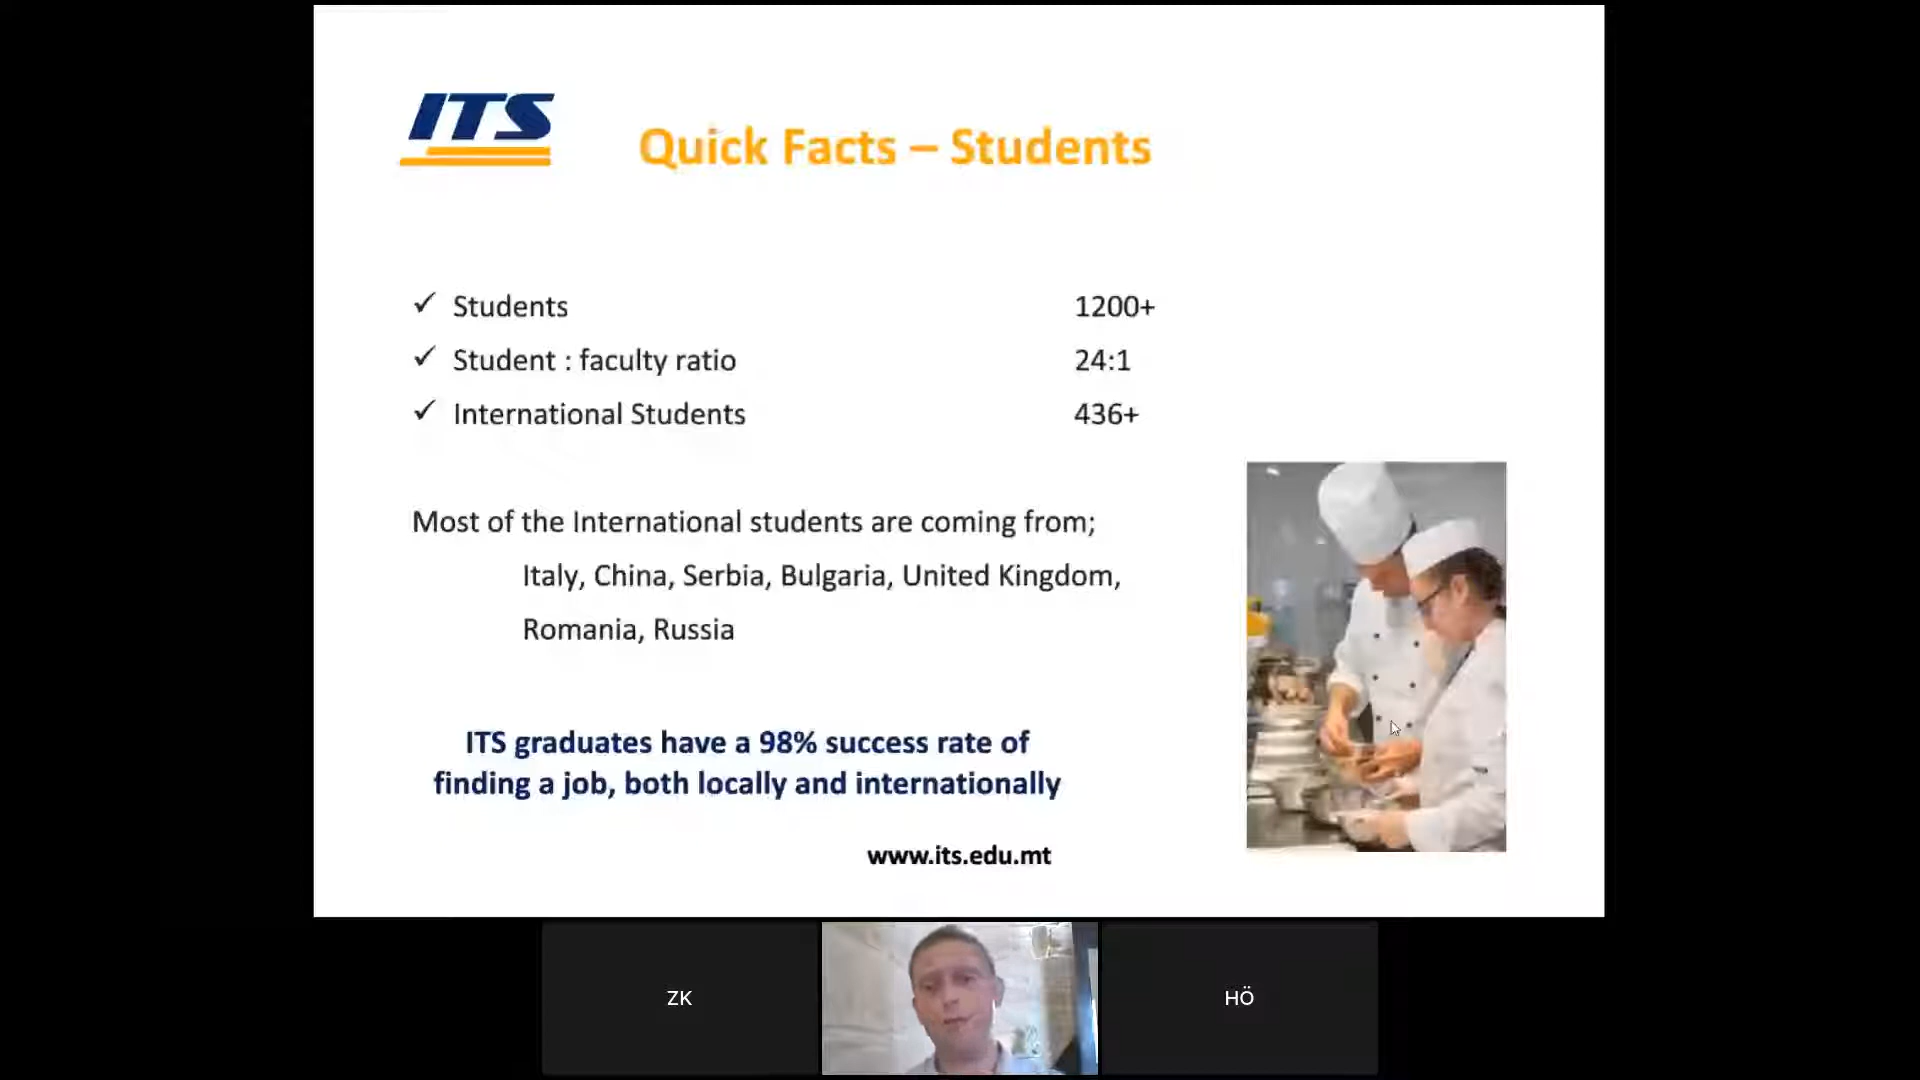 ITS
Quick Facts – Students
✓ Students 1200+
✓ Student : faculty ratio 24:1
✓ International Students 436+
Most of the International students are coming from;
Italy, China, Serbia, Bulgaria, United Kingdom,
Romania, Russia
ITS graduates have a 98% success rate of
finding a job, both locally and internationally
www.its.edu.mt
ZK
HÖ